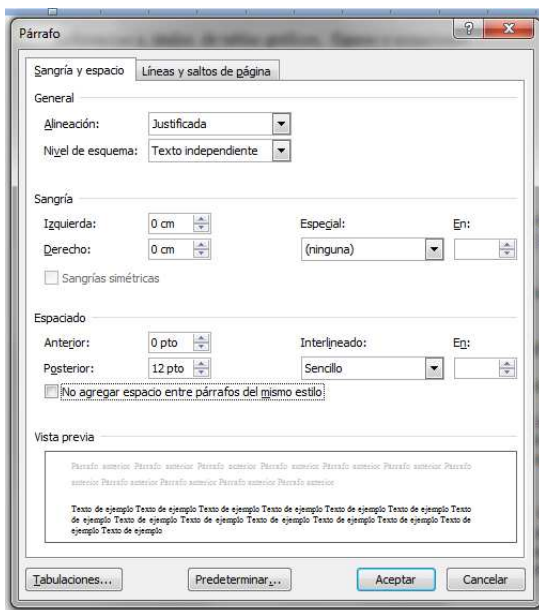 Párrafo
Sangría y espacio Líneas y saltos de página
General
Alineación: Justificada
Nivel de esquema: Texto independiente
Sangría
Izquierda: 0 cm Especial: En:
Derecho: 0 cm (ninguna)
Sangrías simétricas
Espaciado
Anterior: 0 pto Interlineado: En:
Posterior: 12 pto Sencillo
No agregar espacio entre párrafos del mismo estilo
Vista previa
Párrafo anterior Párrafo anterior Párrafo anterior Párrafo anterior Párrafo anterior Párrafo anterior Párrafo
anterior Párrafo anterior Párrafo anterior Párrafo anterior Párrafo anterior
Texto de ejemplo Texto de ejemplo Texto de ejemplo Texto de ejemplo Texto de ejemplo Texto de ejemplo Texto
de ejemplo Texto de ejemplo Texto de ejemplo Texto de ejemplo Texto de ejemplo Texto de ejemplo Texto de
ejemplo Texto de ejemplo
Tabulaciones... Predeterminar... Aceptar Cancelar